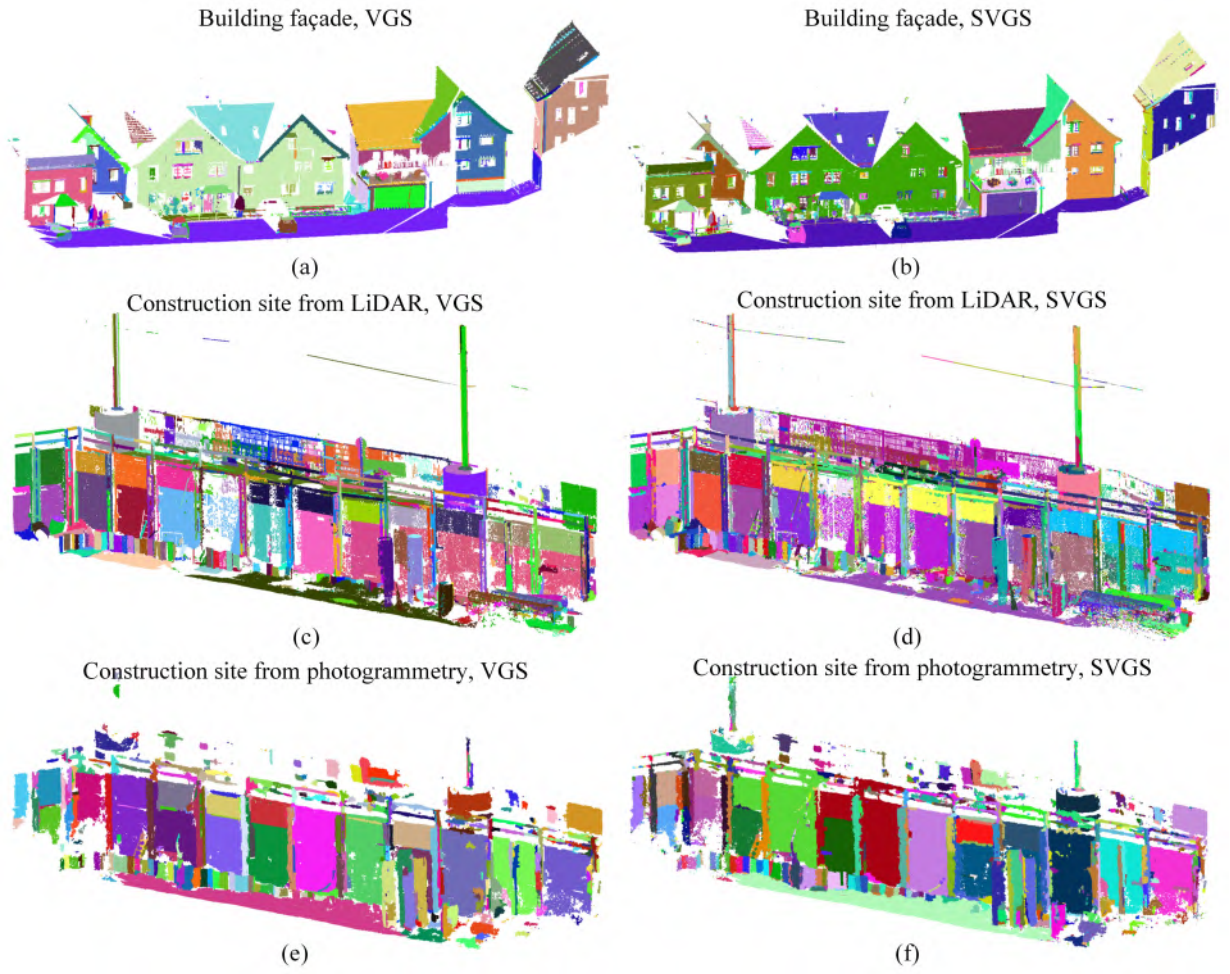 Building façade, VGS
Building façade, SVGS
(a)
(b)
Construction site from LiDAR, VGS
Construction site from LiDAR, SVGS
(c)
(d)
Construction site from photogrammetry, VGS
Construction site from photogrammetry, SVGS
(e)
(f)